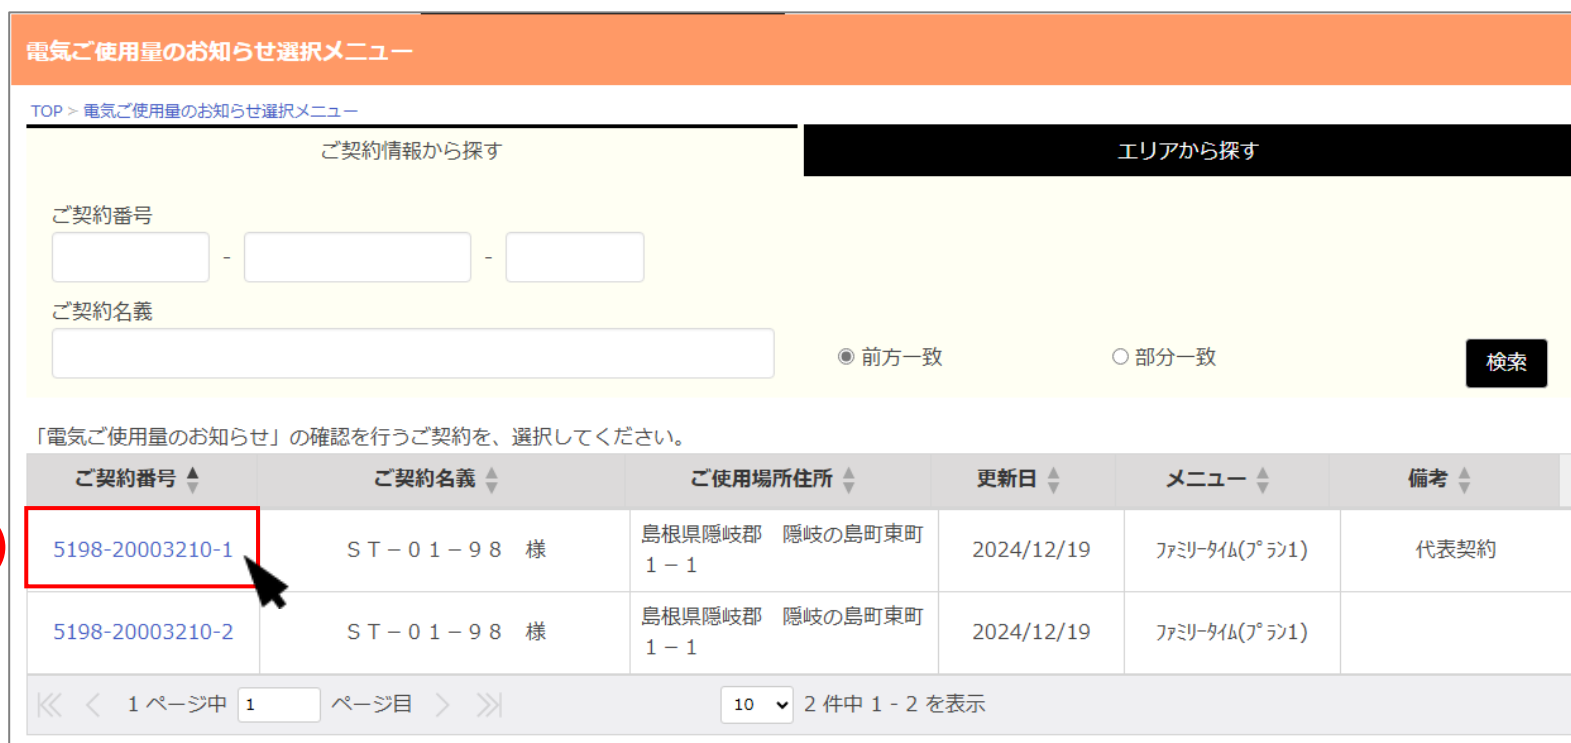 電気ご使用量のお知らせ選択メニュー
TOP > 電気ご使用量のお知らせ選択メニュー
ご契約情報から探す
エリアから探す
ご契約番号
- -
ご契約名義
前方一致
部分一致
検索
「電気ご使用量のお知らせ」の確認を行うご契約を、選択してください。
ご契約番号 ご契約名義 ご使用場所住所 更新日 メニュー 備考
5198-20003210-1 ＳＴ－０１－９８　様 島根県隠岐郡　隠岐の島町東町 2024/12/19 ﾌｧﾐﾘｰﾀｲﾑ(ﾌﾟﾗﾝ1) 代表契約
１－１
5198-20003210-2 ＳＴ－０１－９８　様 島根県隠岐郡　隠岐の島町東町 2024/12/19 ﾌｧﾐﾘｰﾀｲﾑ(ﾌﾟﾗﾝ1)
１－１
1 ページ中 1 ページ目 10 2 件中 1 - 2 を表示